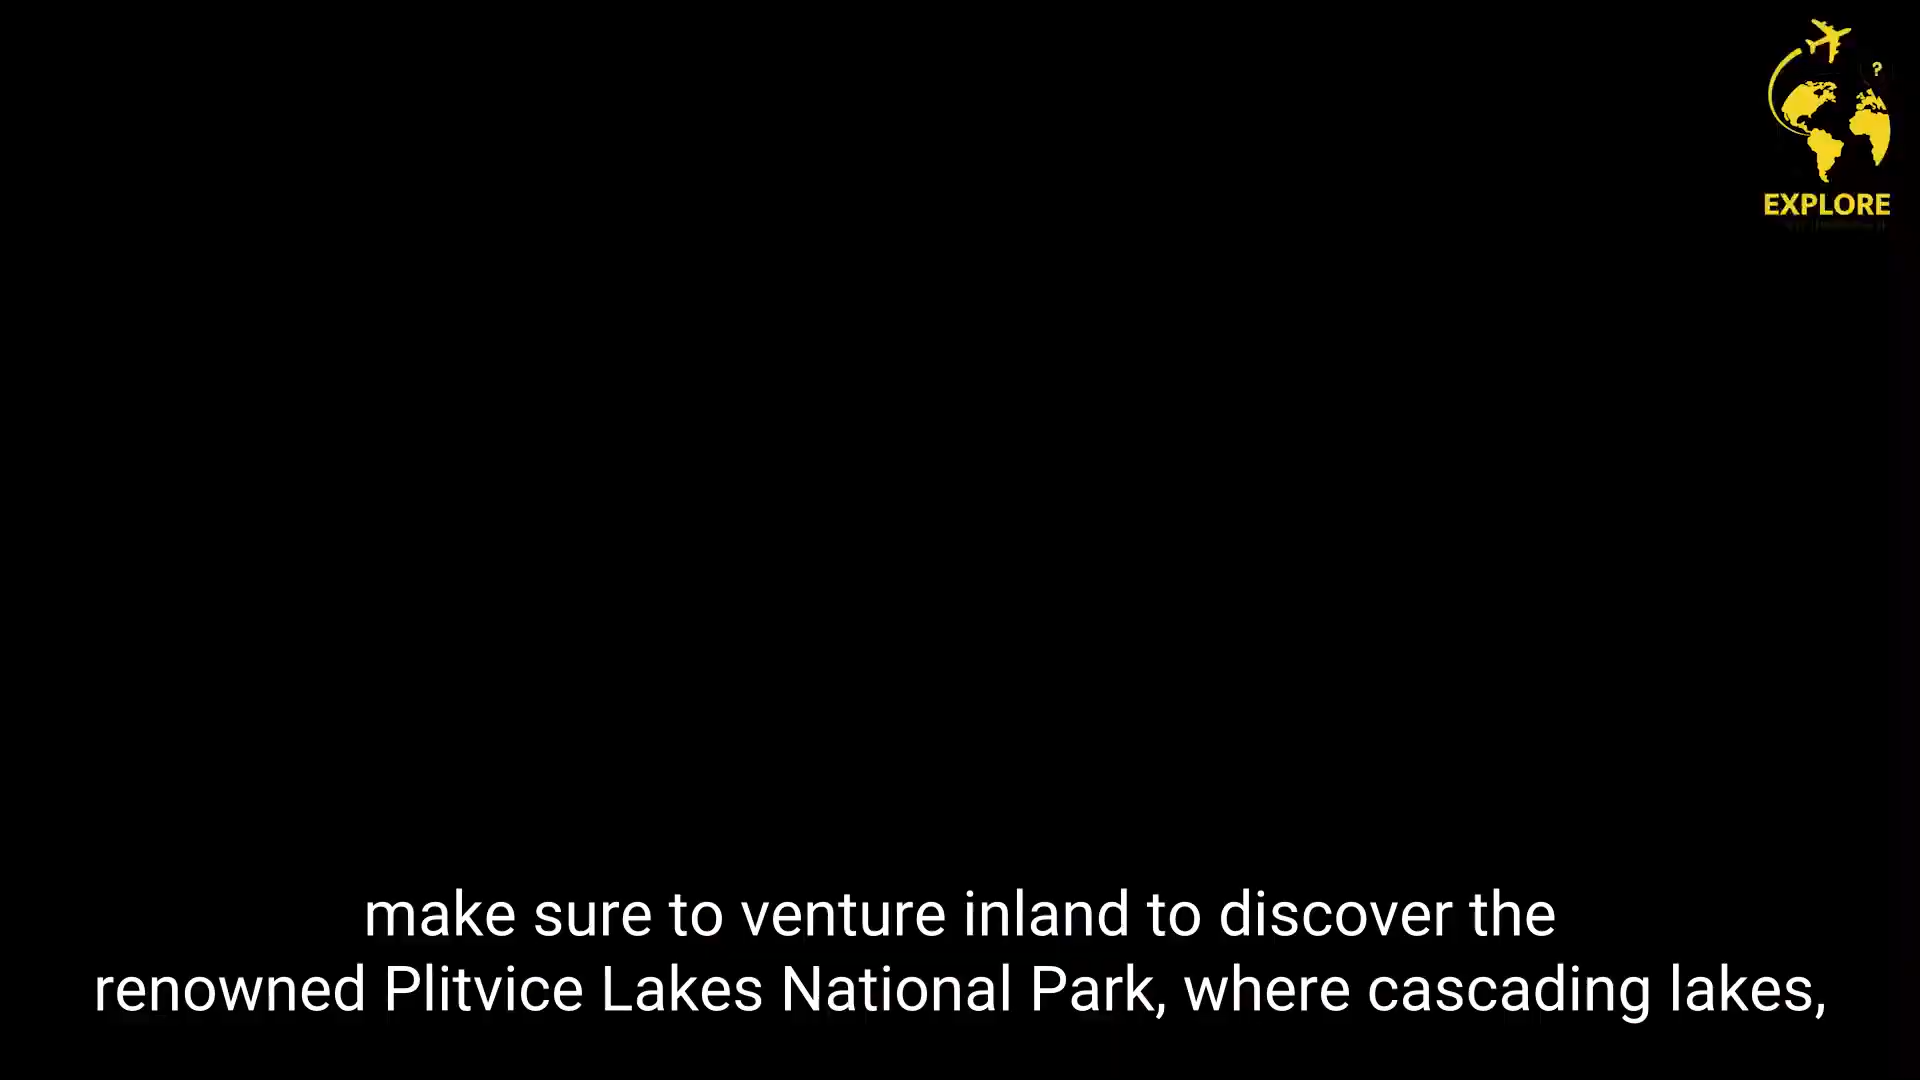 ?
EXPLORE
make sure to venture inland to discover the
renowned Plitvice Lakes National Park, where cascading lakes,